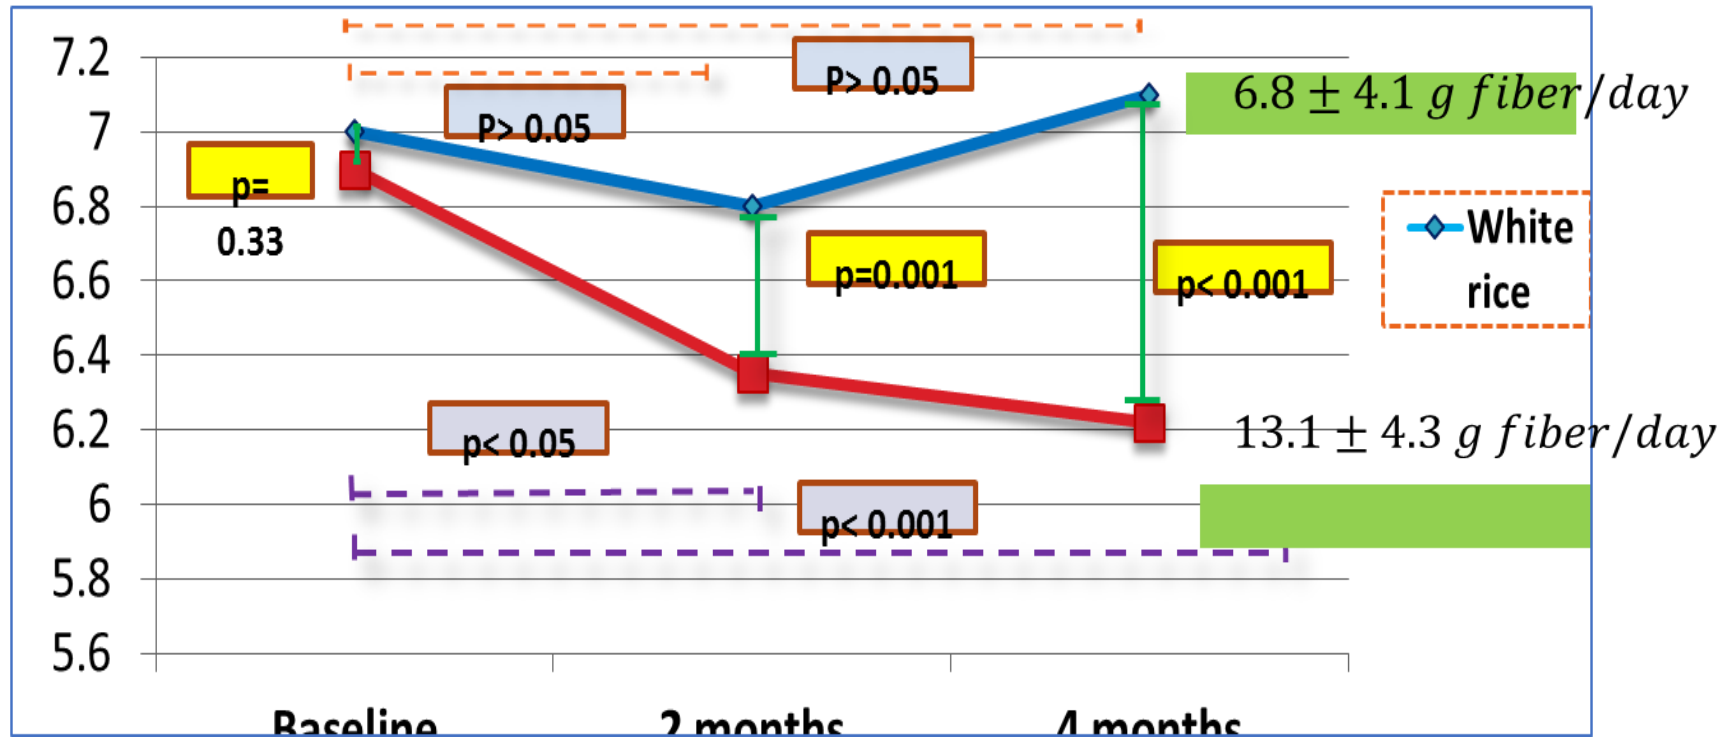 7.2
P> 0.05
6.8 ± 4.1 g fiber/day
P> 0.05
7
p=
0.33
6.8
White
rice
p=0.001
p< 0.001
6.6
6.4
6.2
p< 0.05
13.1 ± 4.3 g fiber/day
6
p< 0.001
5.8
5.6
Baseline 2 months 4 months